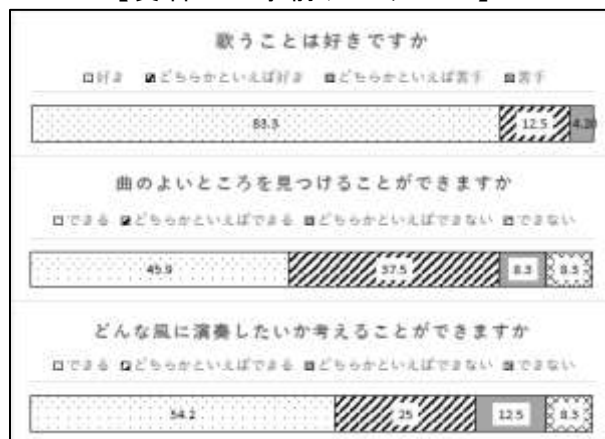 歌うことは好きですか
□好き ■どちらかといえば好き ■どちらかといえば苦手 ■苦手
83.3 12.5 4.20
曲のよいところを見つけることができますか
□できる ■どちらかといえばできる ■どちらかといえばできない ■できない
45.9 37.5 8.3 8.3
どんな風に演奏したいか考えることができますか
□できる ■どちらかといえばできる ■どちらかといえばできない ■できない
54.2 25 12.5 8.3